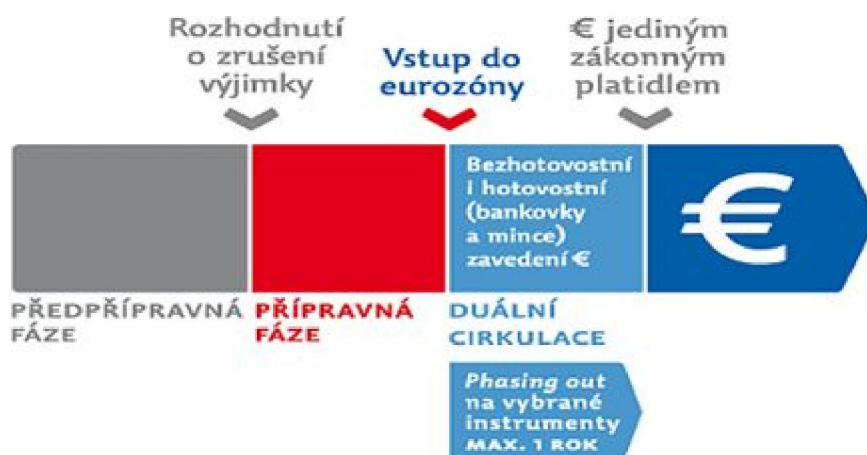 Rozhodnutí
o zrušení
výjimky
Vstup do
eurozóny
€ jediným
zákonným
platidlem
Bezhotovostní
i hotovostní
(bankovky
a mince)
zavedení €
€
PŘEDPŘÍPRAVNÁ
FÁZE
PŘÍPRAVNÁ
FÁZE
DUÁLNÍ
CIRKULACE
Phasing out
na vybrané
instrumenty
MAX. 1 ROK